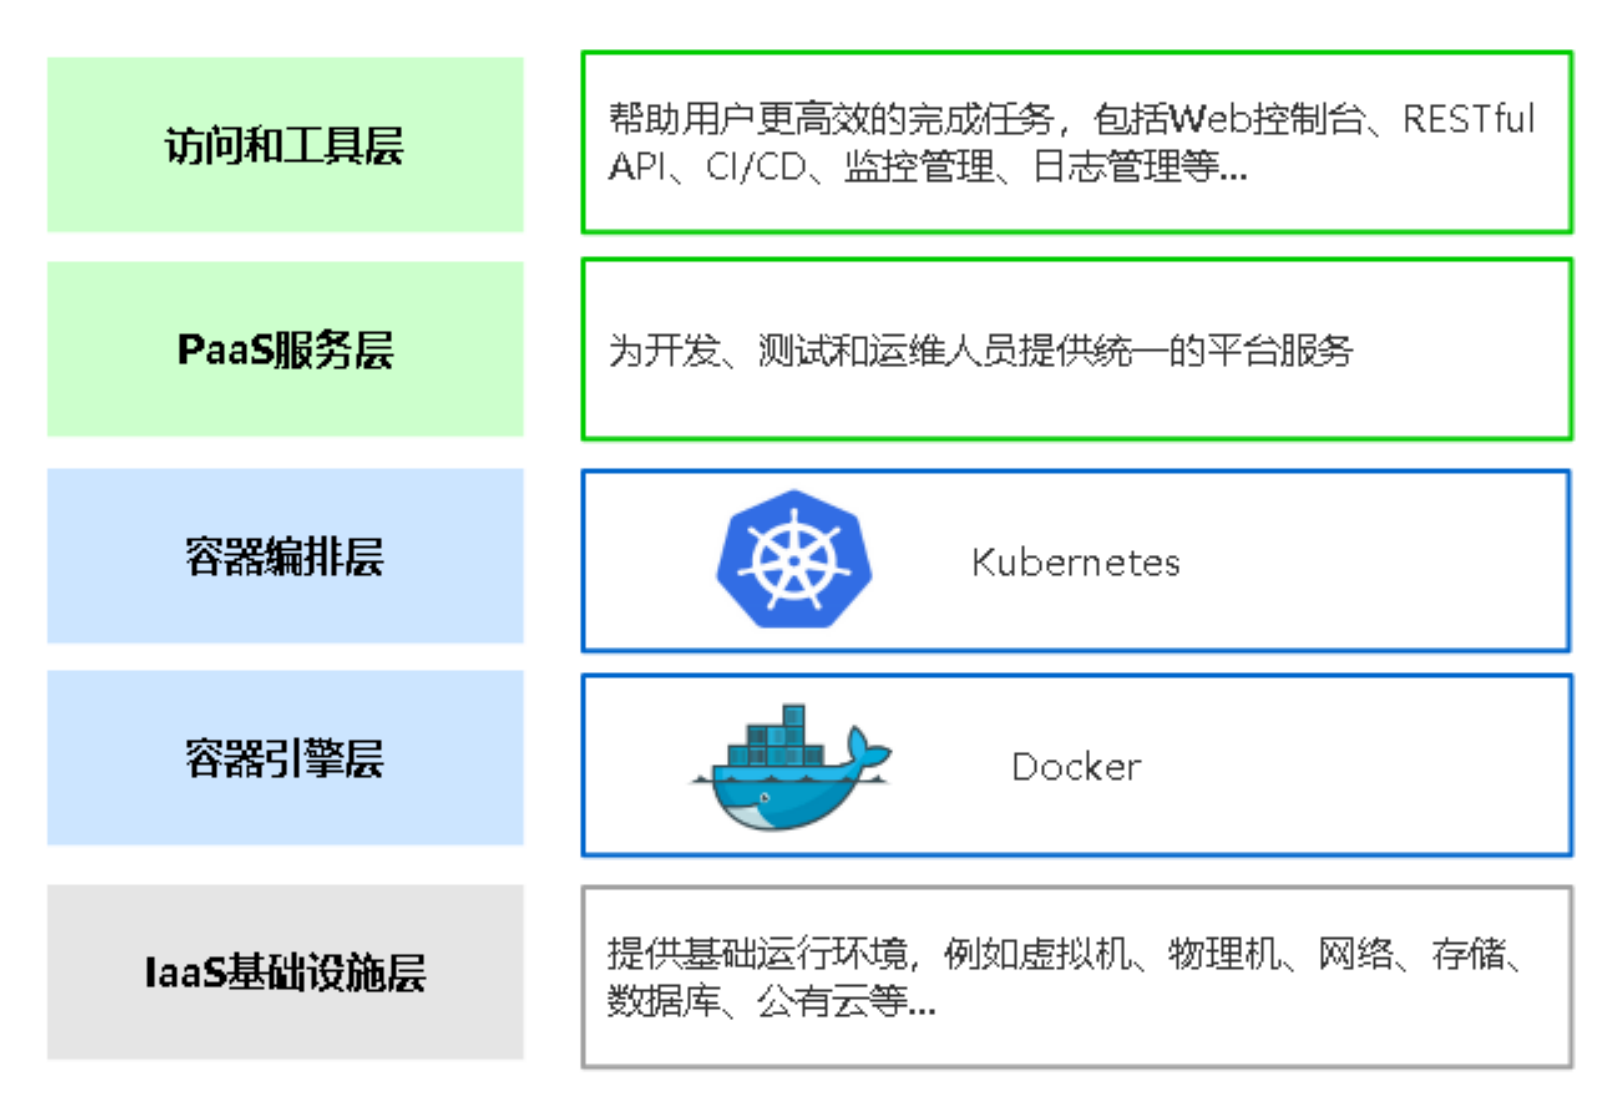 访问和工具层
帮助用户更高效的完成任务，包括Web控制台、RESTful
API、CI/CD、监控管理、日志管理等...
PaaS服务层
为开发、测试和运维人员提供统一的平台服务
容器编排层
Kubernetes
容器引擎层
Docker
IaaS基础设施层
提供基础运行环境，例如虚拟机、物理机、网络、存储、
数据库、公有云等...